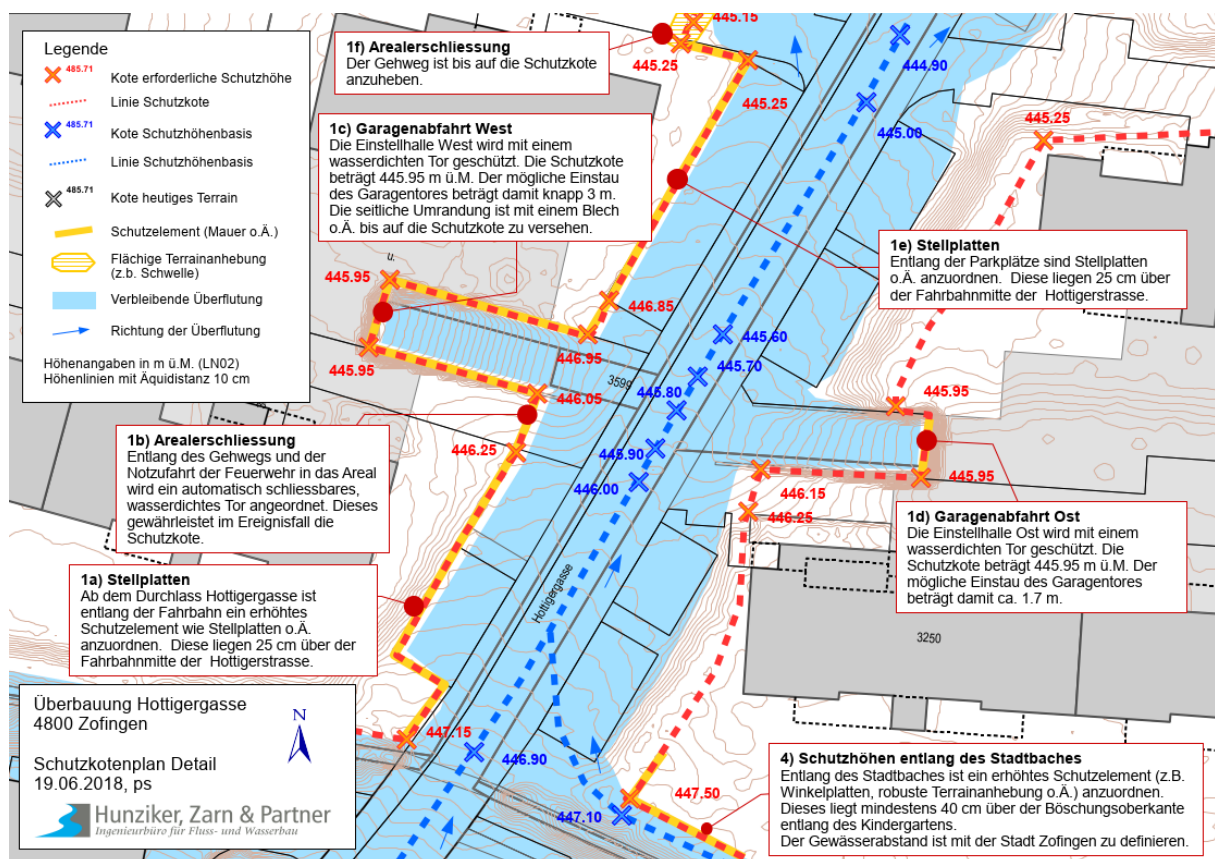 Legende
485.71 Kote erforderliche Schutzhöhe
Linie Schutzkote
485.71 Kote Schutzhöhenbasis
Linie Schutzhöhenbasis
485.71 Kote heutiges Terrain
Schutzelement (Mauer o.Ä.)
Flächige Terrainanhebung
(z.b. Schwelle)
Verbleibende Überflutung
Richtung der Überflutung
Höhenangaben in m ü.M. (LN02)
Höhenlinien mit Äquidistanz 10 cm
1f) Arealerschliessung
Der Gehweg ist bis auf die Schutzkote
anzuheben.
1c) Garagenabfahrt West
Die Einstellhalle West wird mit einem
wasserdichten Tor geschützt. Die Schutzkote
beträgt 445.95 m ü.M. Der mögliche Einstau
des Garagentores beträgt damit knapp 3 m.
Die seitliche Umrandung ist mit einem Blech
o.Ä. bis auf die Schutzkote zu versehen.
445.15
445.25
445.25
444.90
445.00
445.25
1e) Stellplatten
Entlang der Parkplätze sind Stellplatten
o.Ä. anzuordnen. Diese liegen 25 cm über
der Fahrbahnmitte der Hottigerstrasse.
u.
445.95
446.85
446.95
445.60
445.70
445.95
3599
445.80
446.05
445.95
446.25
445.90
446.00
445.95
446.15
446.25
1b) Arealerschliessung
Entlang des Gehwegs und der
Notzufahrt der Feuerwehr in das Areal
wird ein automatisch schliessbares,
wasserdichtes Tor angeordnet. Dieses
gewährleistet im Ereignisfall die
Schutzkote.
1d) Garagenabfahrt Ost
Die Einstellhalle Ost wird mit einem
wasserdichten Tor geschützt. Die
Schutzkote beträgt 445.95 m ü.M. Der
mögliche Einstau des Garagentores
beträgt damit ca. 1.7 m.
1a) Stellplatten
Ab dem Durchlass Hottigergasse ist
entlang der Fahrbahn ein erhöhtes
Schutzelement wie Stellplatten o.Ä.
anzuordnen. Diese liegen 25 cm über der
Fahrbahnmitte der Hottigerstrasse.
Hottigergasse
3250
Überbauung Hottigergasse
4800 Zofingen
Schutzkotenplan Detail
19.06.2018, ps
N
Hunziker, Zarn & Partner
Ingenieurbüro für Fluss- und Wasserbau
447.15
446.90
447.10
447.50
4) Schutzhöhen entlang des Stadtbaches
Entlang des Stadtbaches ist ein erhöhtes Schutzelement (z.B.
Winkelplatten, robuste Terrainanhebung o.Ä.) anzuordnen.
Dieses liegt mindestens 40 cm über der Böschungsoberkante
entlang des Kindergartens.
Der Gewässerabstand ist mit der Stadt Zofingen zu definieren.